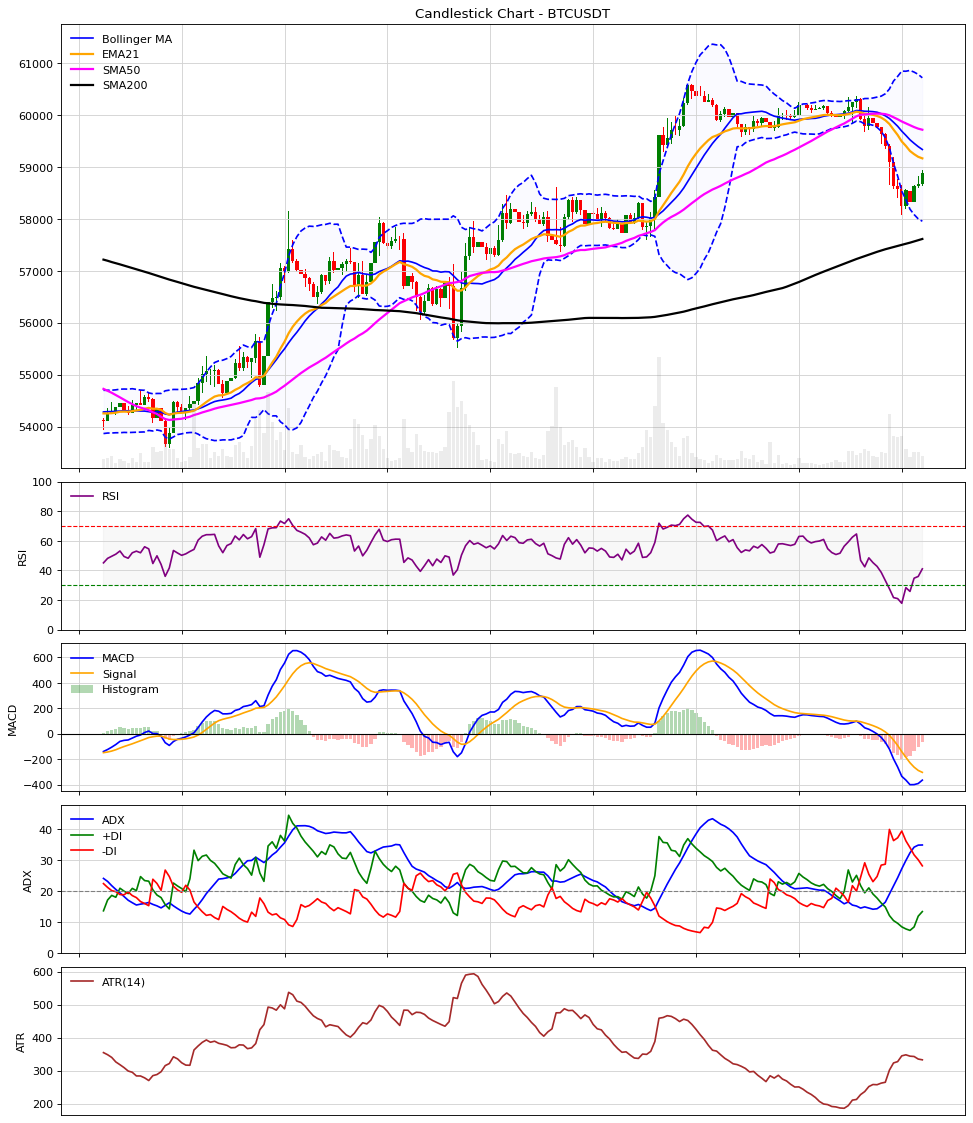 Candlestick Chart - BTCUSDT
Bollinger MA
EMA21
SMA50
SMA200
61000
60000
59000
58000
57000
56000
55000
54000
RSI
100
80
60
40
20
0
RSI
MACD
Signal
Histogram
600
400
200
0
−200
−400
MACD
ADX
+DI
-DI
40
30
20
10
0
ADX
ATR(14)
600
500
400
300
200
ATR